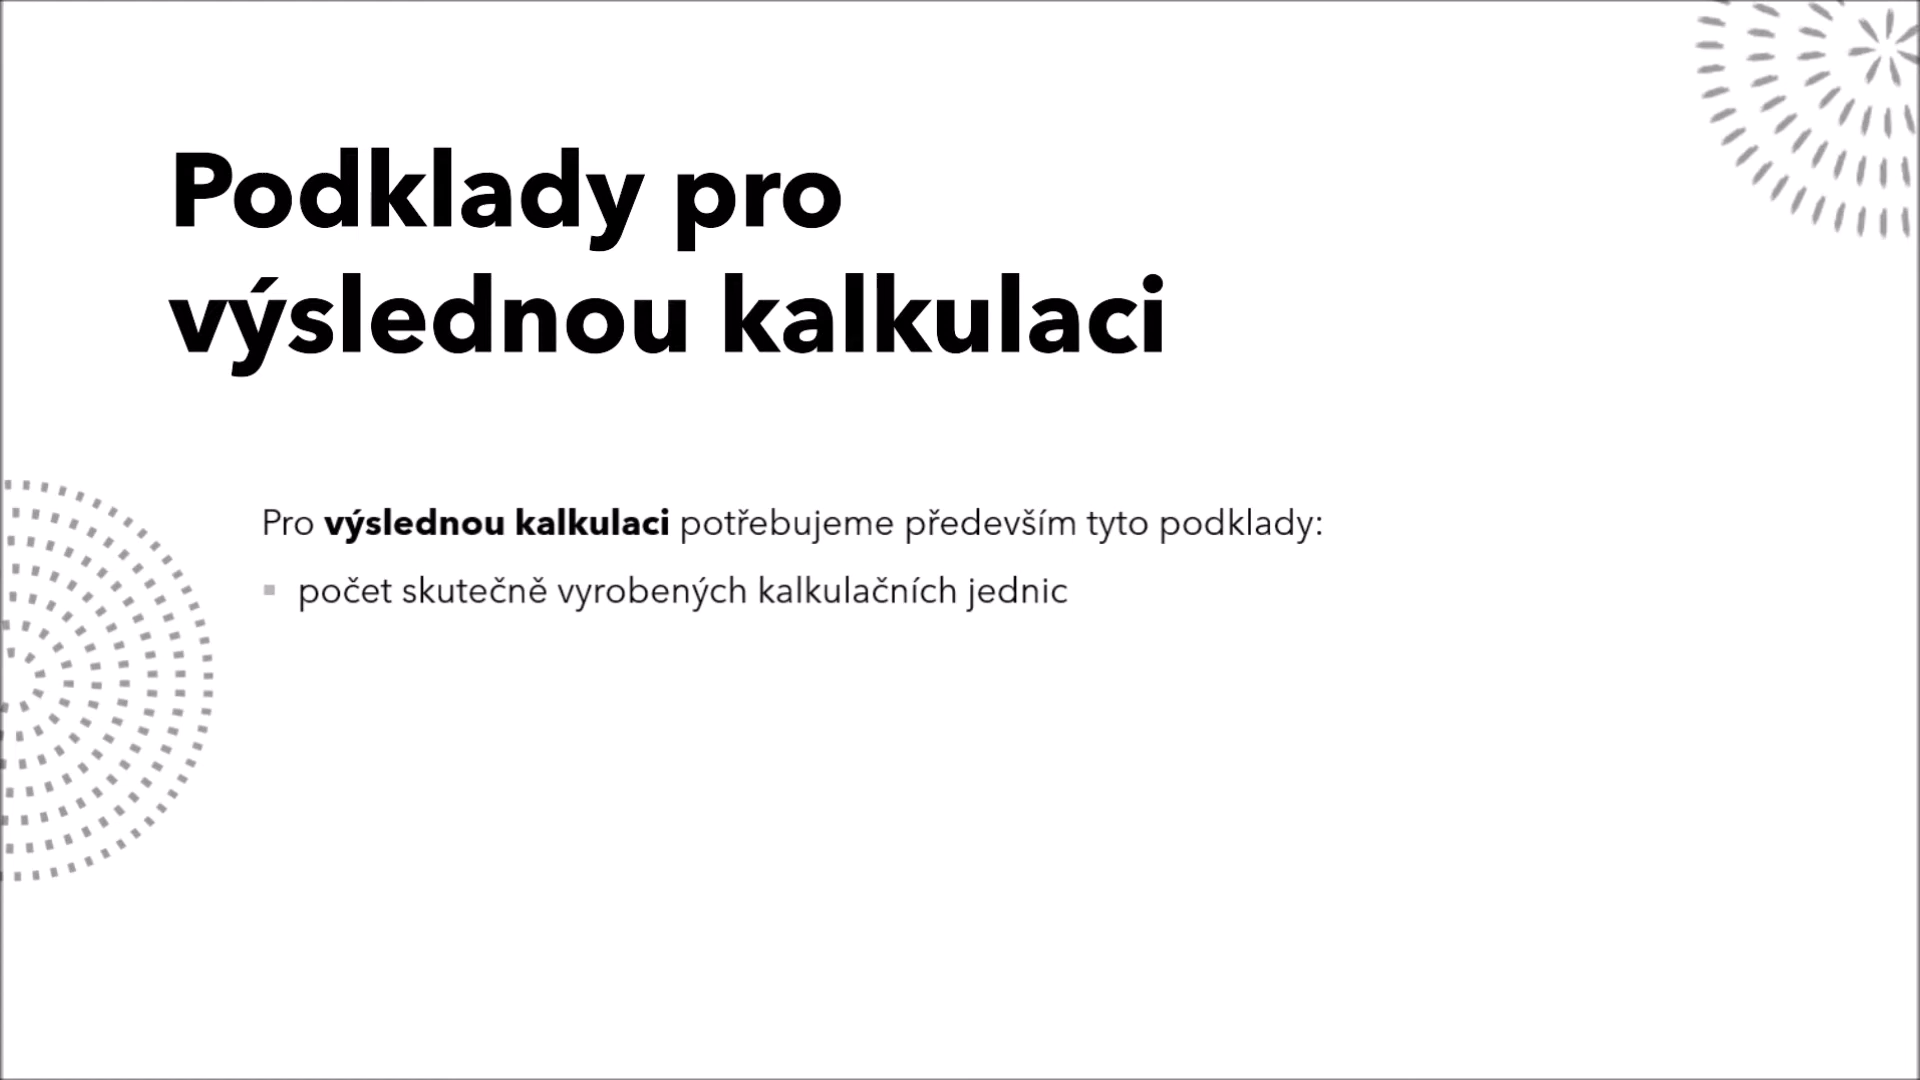 Podklady pro
výslednou kalkulaci
Pro výslednou kalkulaci potřebujeme především tyto podklady:
▪ počet skutečně vyrobených kalkulačních jednic